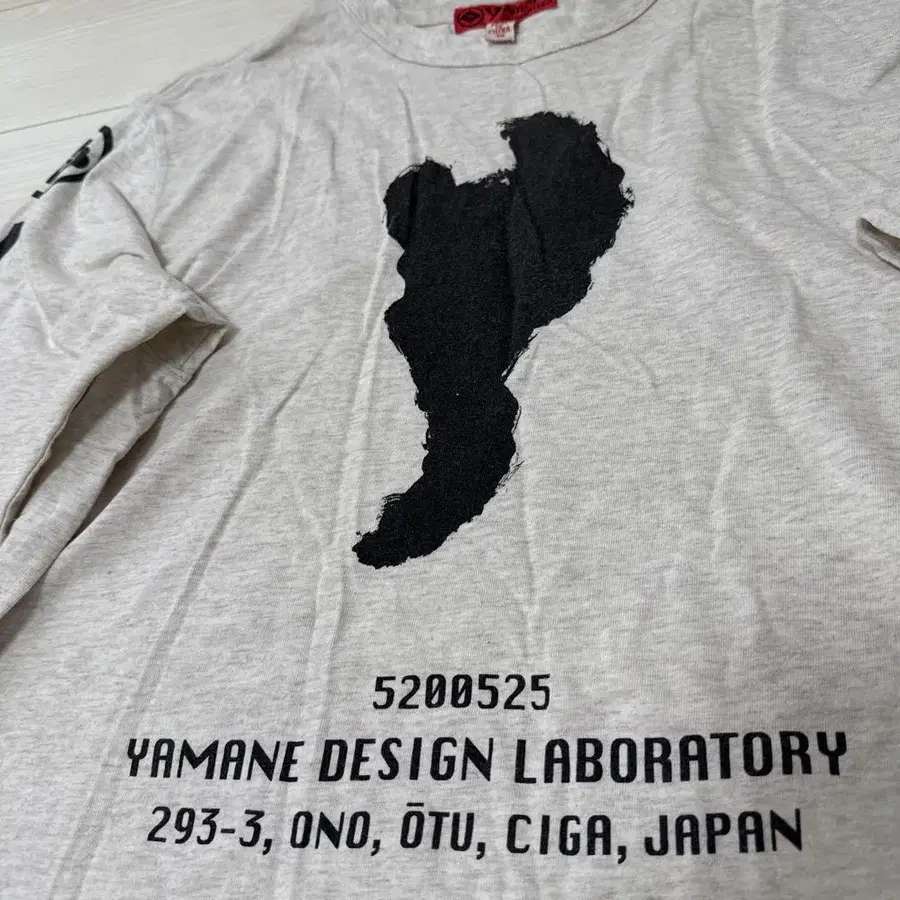 5200525
YAMANE DESIGN LABORATORY
293-3, ONO, ŌTU, CIGA, JAPAN